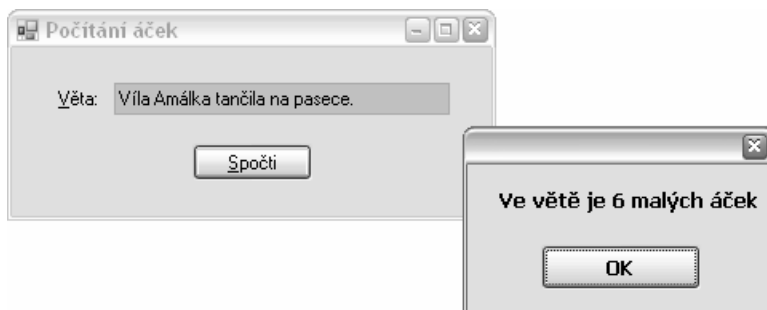 Počítání áček
Věta: Víla Amálka tančila na pasece.
Spočti
Ve větě je 6 malých áček
OK